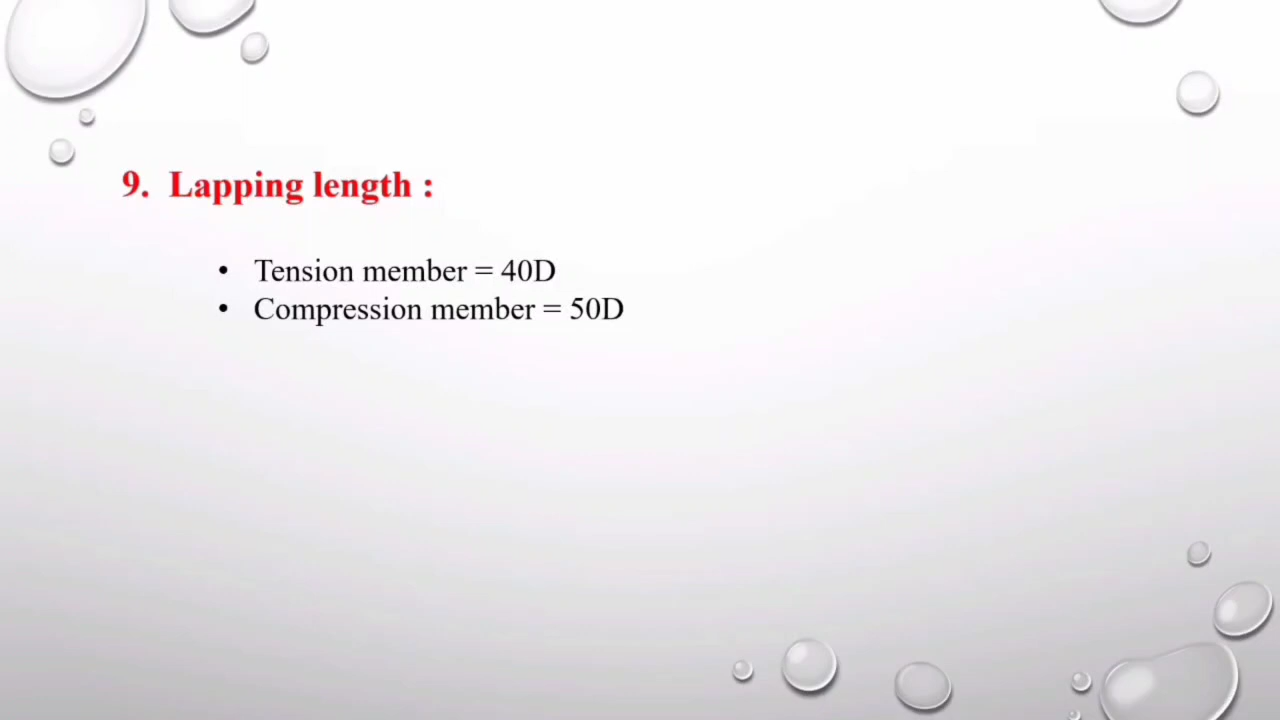 9. Lapping length :
• Tension member = 40D
• Compression member = 50D